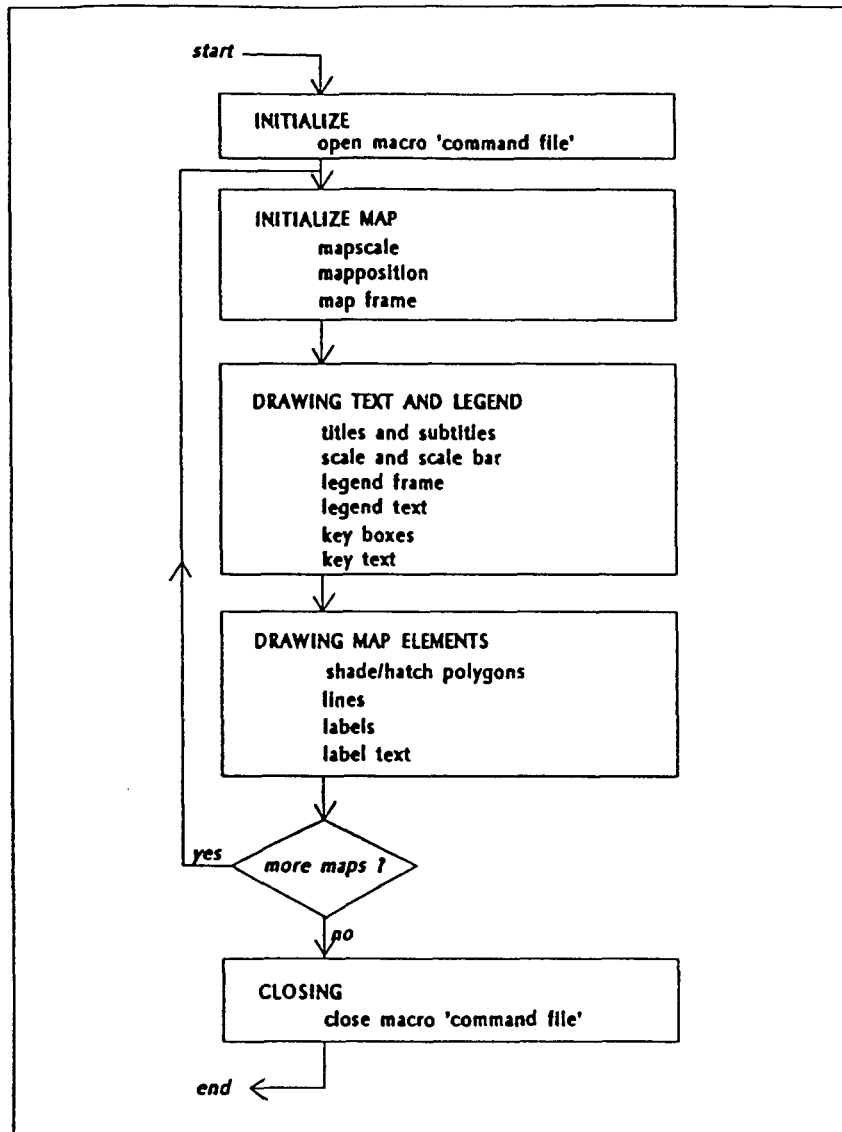 start
INITIALIZE
open macro 'command file'
INITIALIZE MAP
mapscale
mapposition
map frame
DRAWING TEXT AND LEGEND
titles and subtitles
scale and scale bar
legend frame
legend text
key boxes
key text
DRAWING MAP ELEMENTS
shade/hatch polygons
lines
labels
label text
yes
more maps ?
no
CLOSING
close macro 'command file'
end